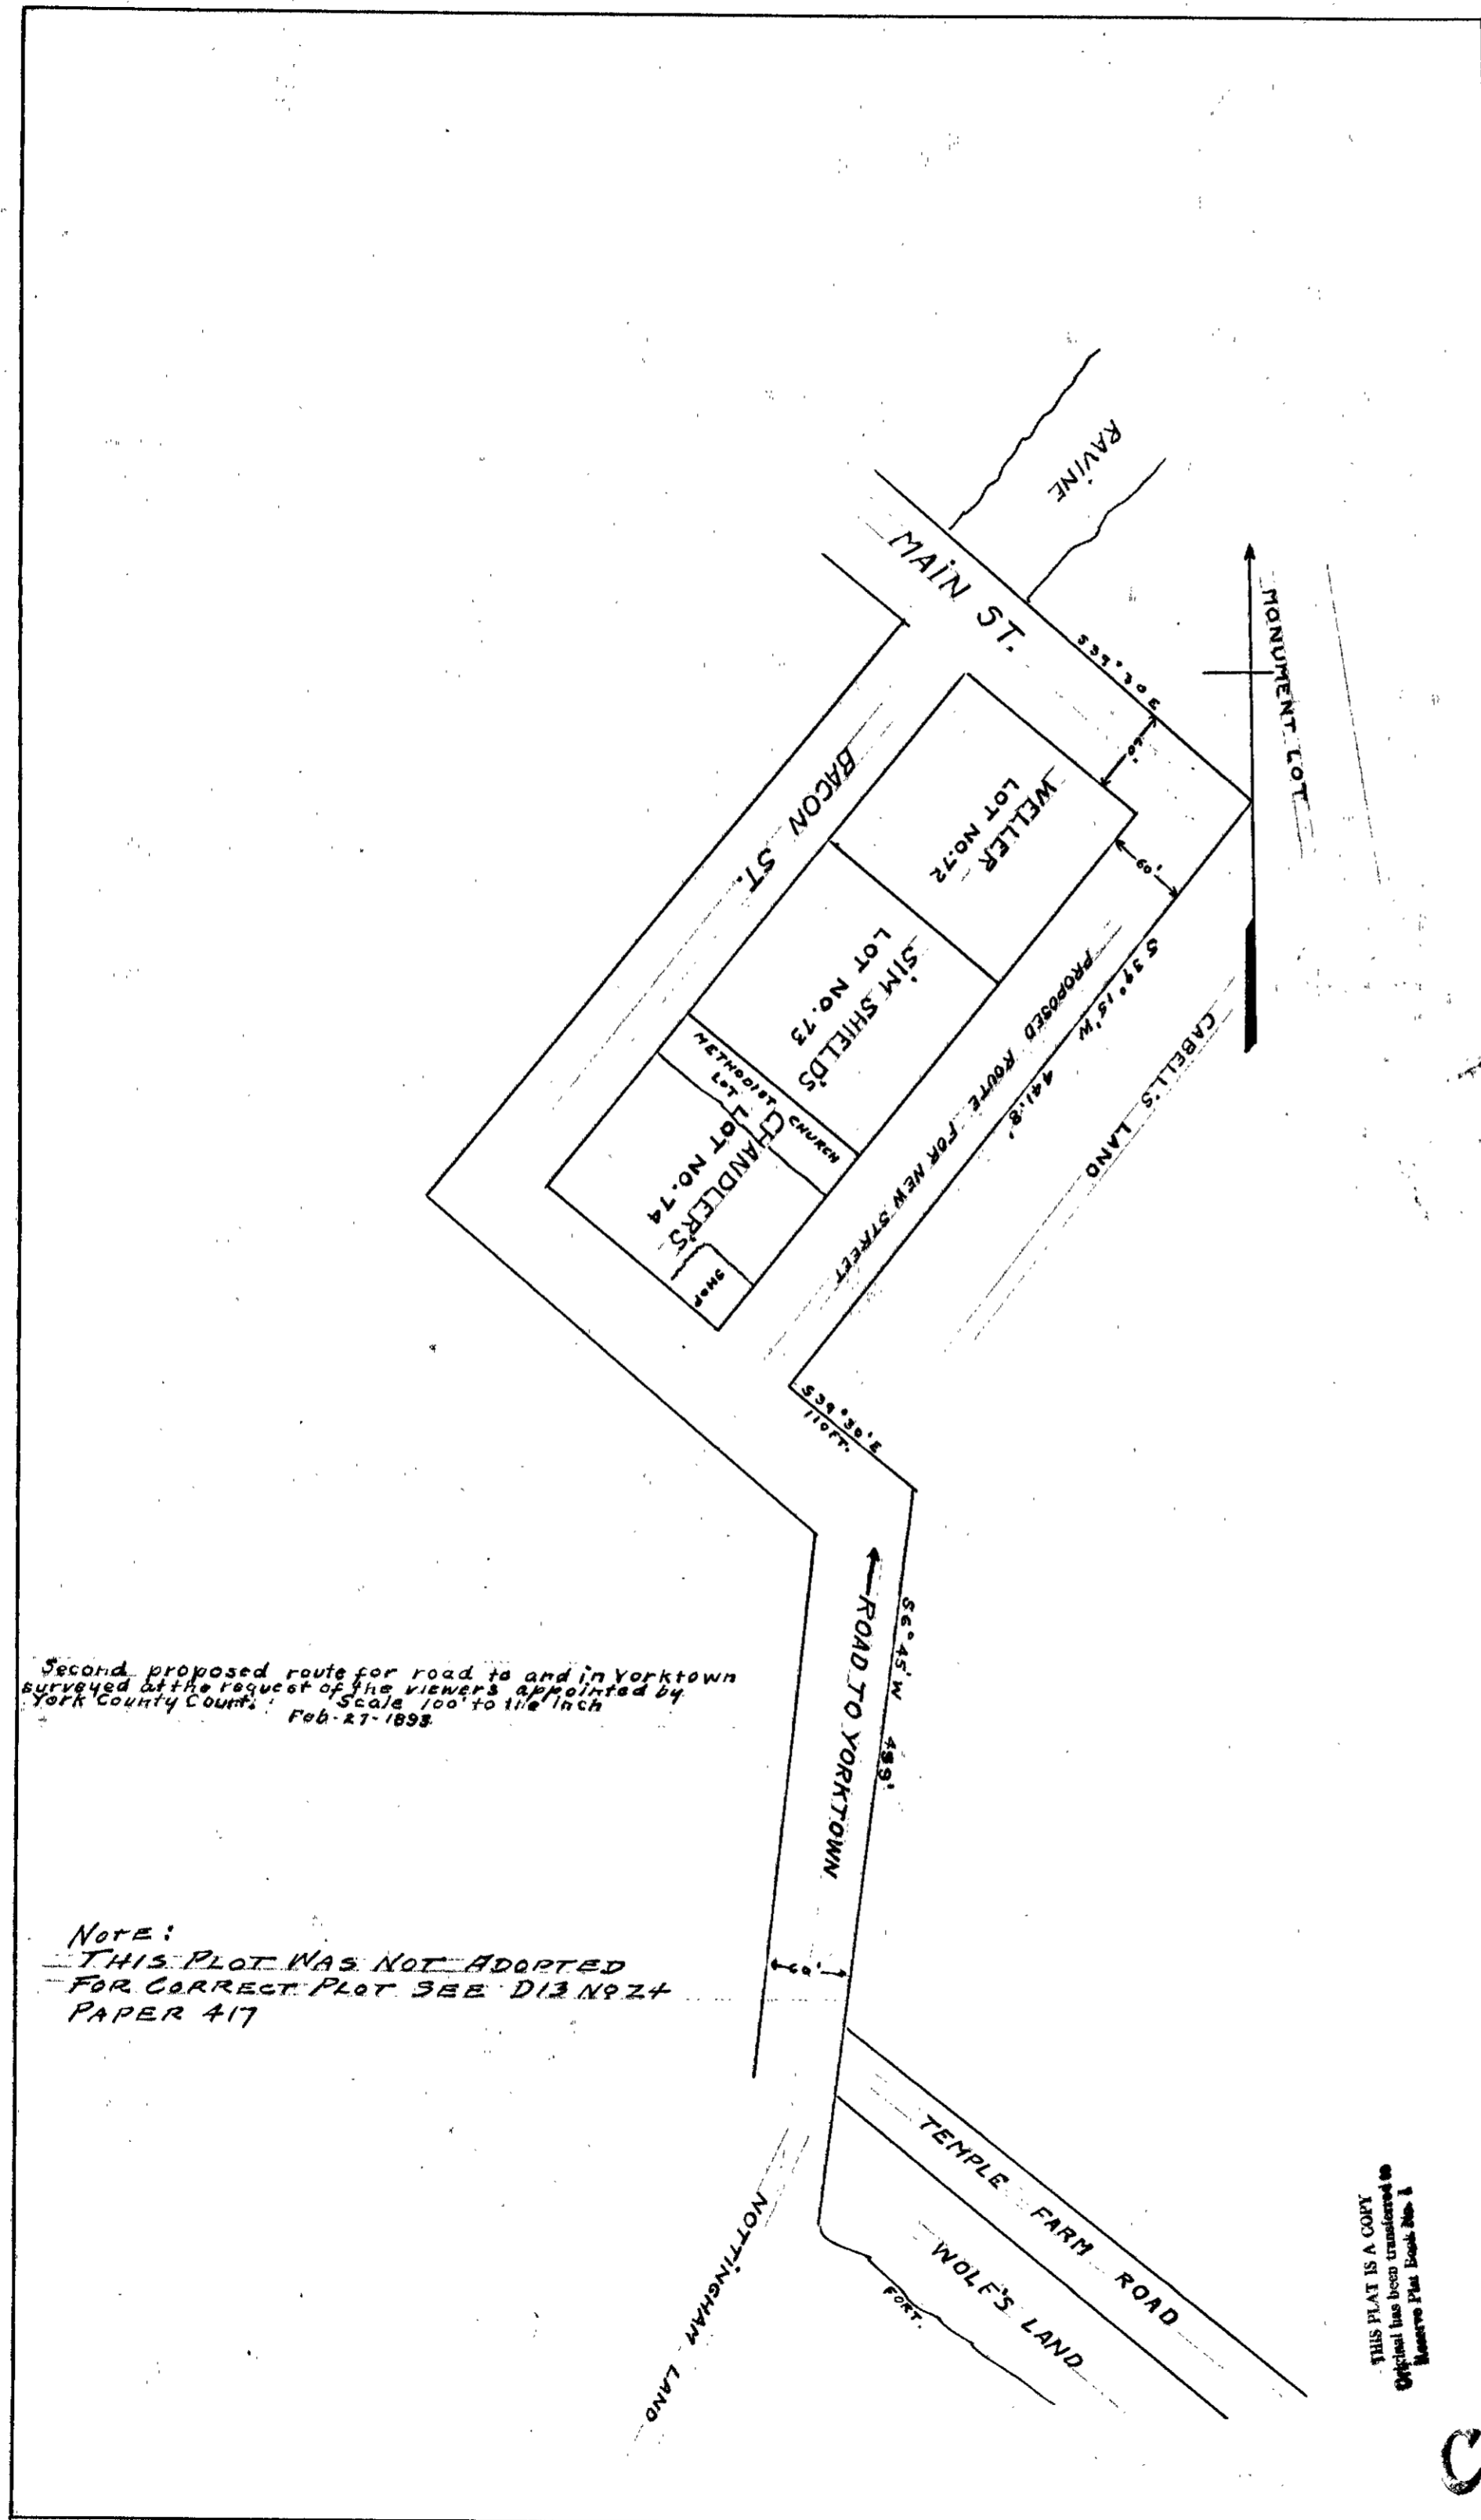 RAVINE
MAIN ST.
S39°30'E
60'
MONUMENT LOT
BACON ST.
WELLER
LOT NO.72
60'
SIM SHIELDS
LOT NO.73
S 39° 15' W 441.8'
PROPOSED ROUTE FOR NEW STREET
CABELL'S LAND
METHODIST CHURCH
LOT
CHANDLER'S
LOT NO.74
SHOP
S39°30'E
110FT.
S6°45'W
ROAD TO YORKTOWN
Second proposed route for road to and in Yorktown
surveyed at the request of the viewers appointed by
York County Court. Scale 100' to the inch
Feb-27-1893
NOTE:
THIS PLOT WAS NOT ADOPTED
FOR CORRECT PLOT SEE D13 No 24
PAPER 417
60'
TEMPLE FARM ROAD
WOLF'S LAND
FORT.
NOTTINGHAM LAND
THIS PLAT IS A COPY
Original has been transferred to
Reserve Plat Book No. 1
C